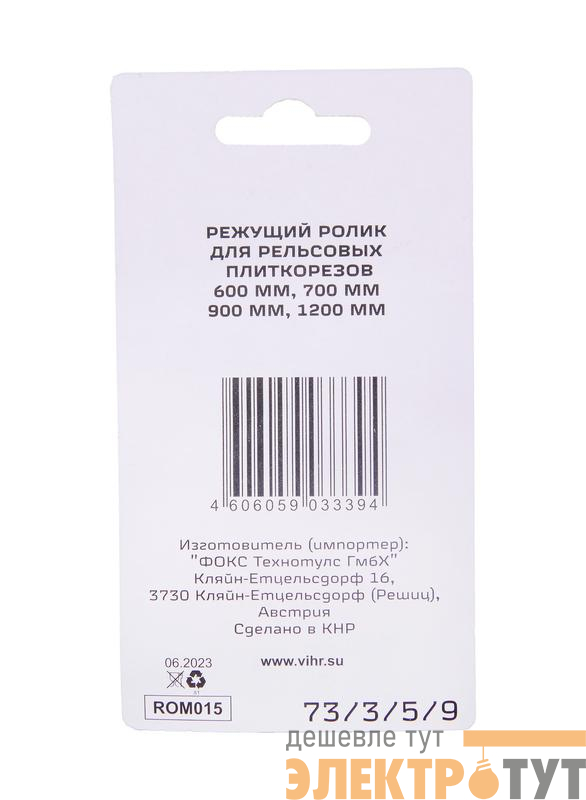 РЕЖУЩИЙ РОЛИК
ДЛЯ РЕЛЬСОВЫХ
ПЛИТКОРЕЗОВ
600 ММ, 700 ММ
900 ММ, 1200 ММ
4 606059 033394
Изготовитель (импортер):
"ФОКС Технотулс ГмбХ"
Кляйн-Етцельсдорф 16,
3730 Кляйн-Етцельсдорф (Решиц),
Австрия
Сделано в КНР
06.2023
www.vihr.su
ROM015
73/3/5/9
дешевле тут
ЭЛЕКТРОТУТ